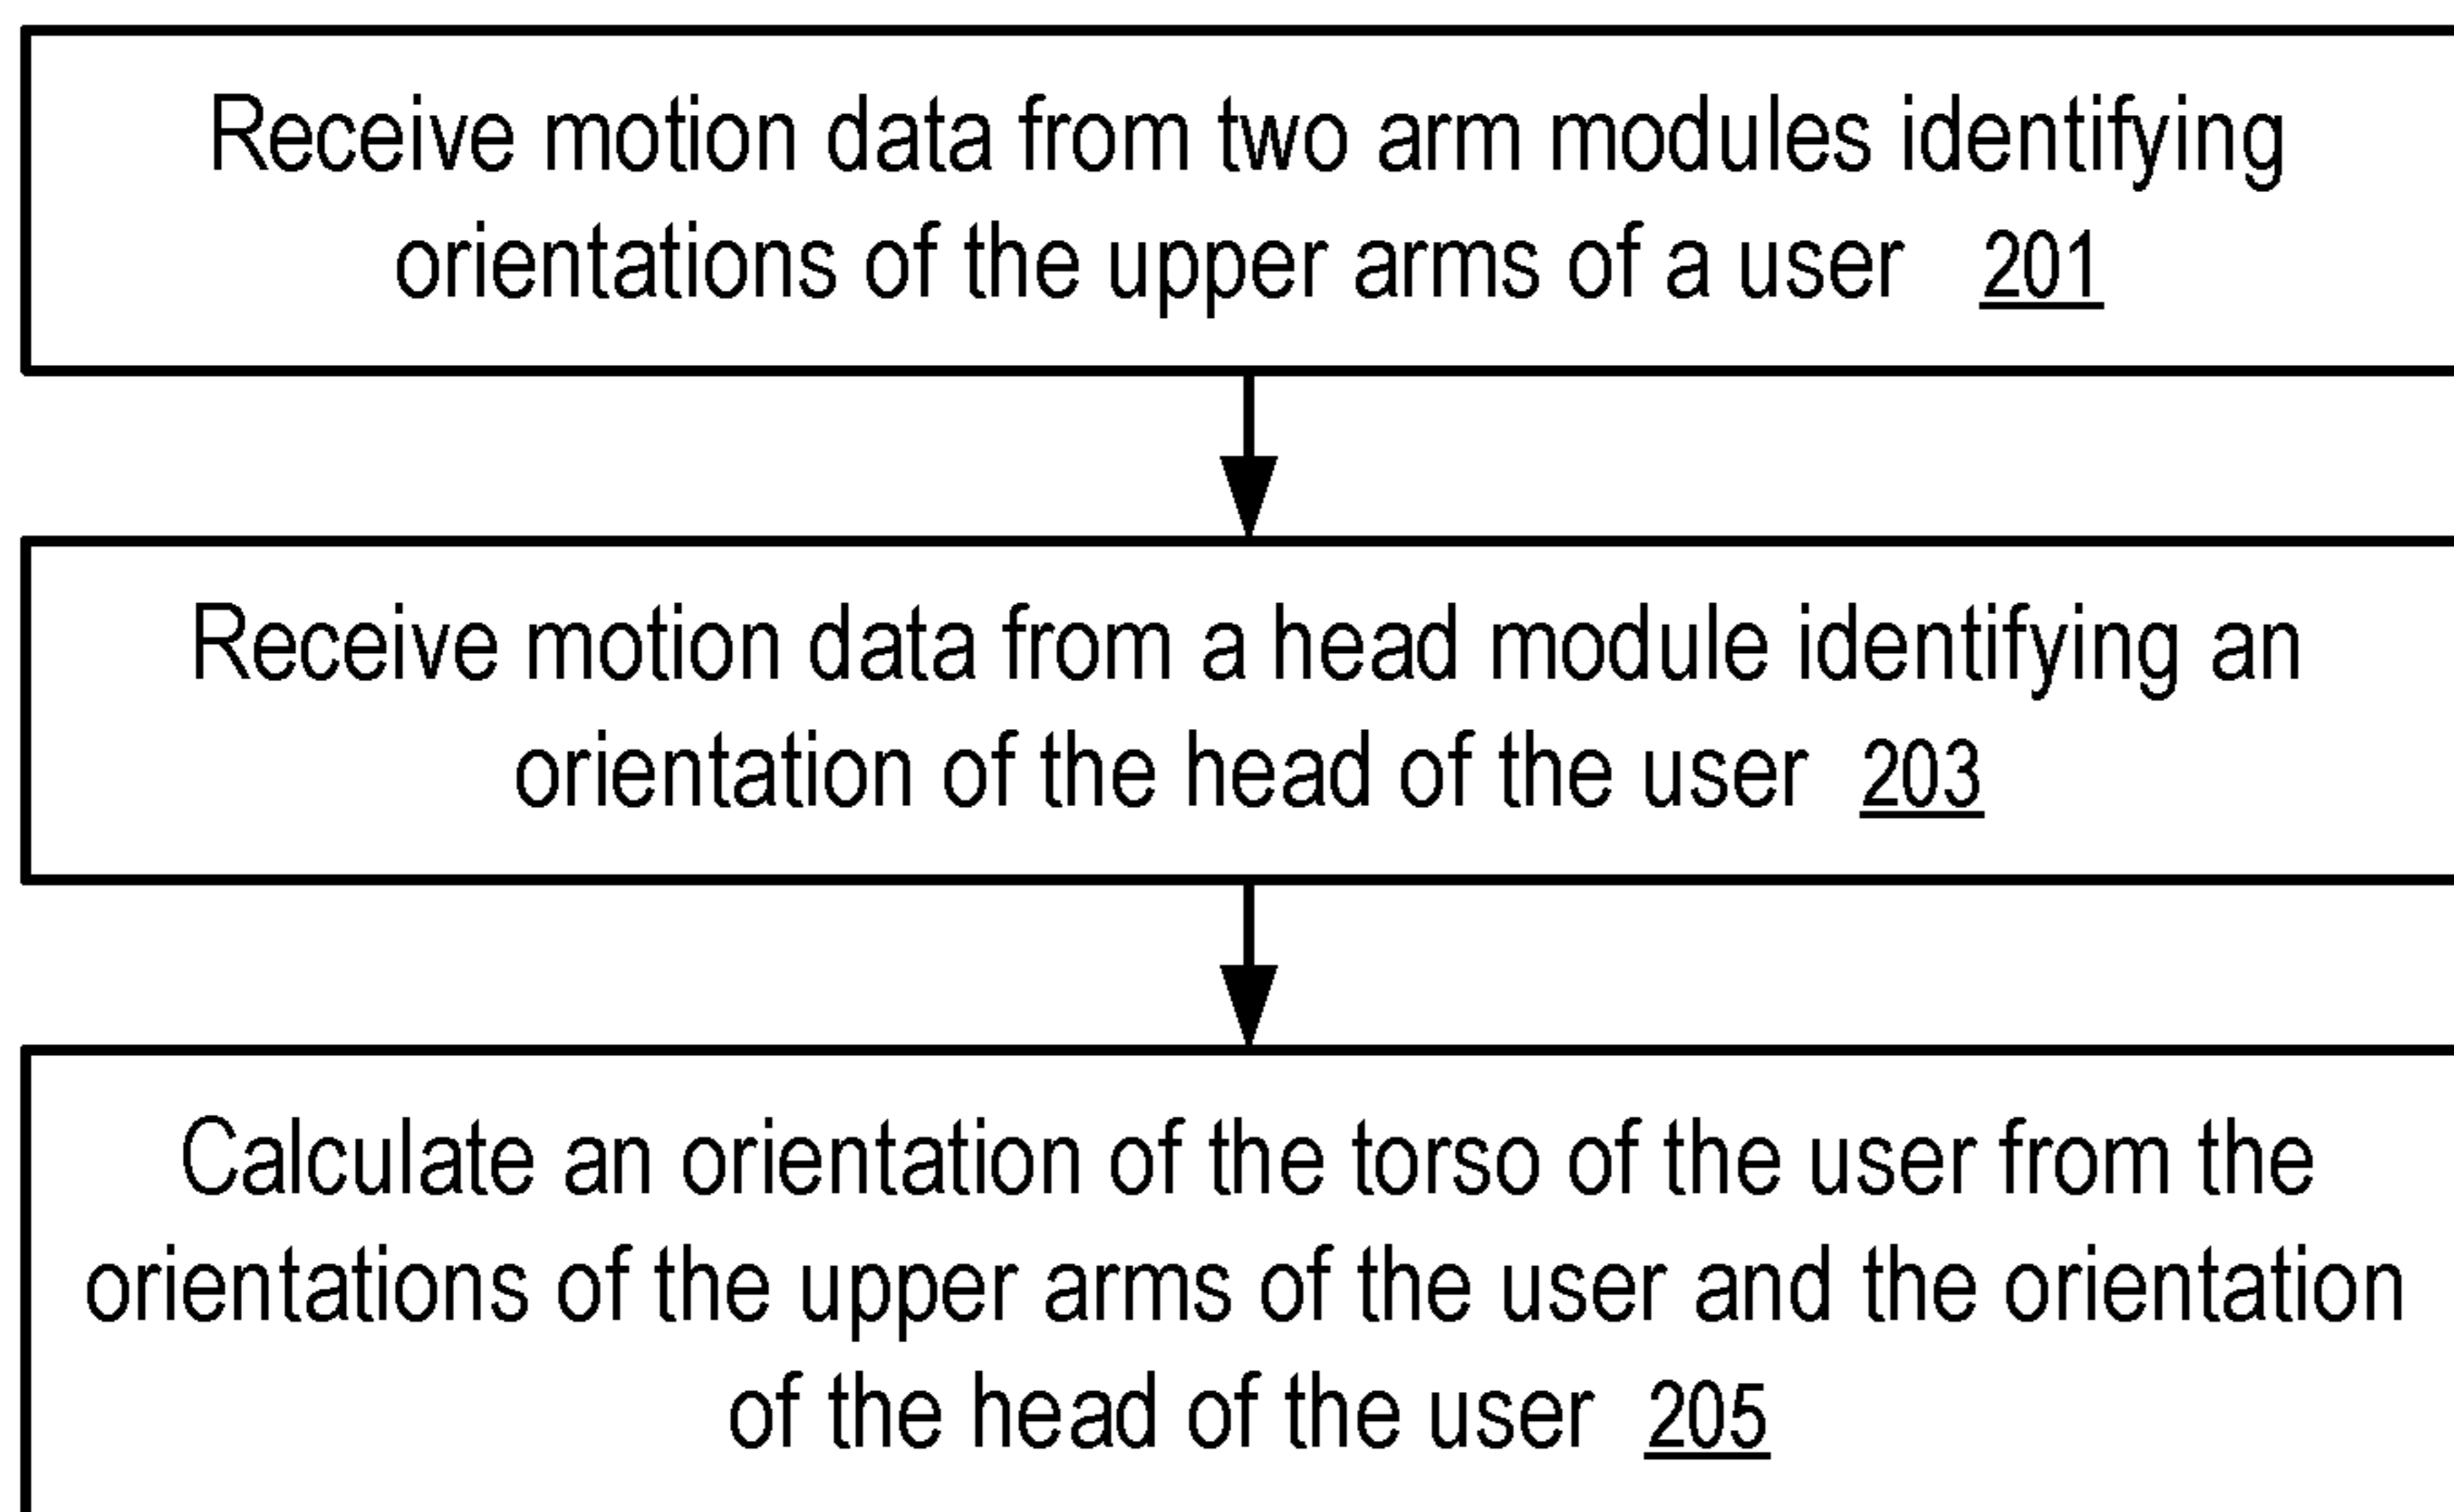 Receive motion data from two arm modules identifying
orientations of the upper arms of a user 201
Receive motion data from a head module identifying an
orientation of the head of the user 203
Calculate an orientation of the torso of the user from the
orientations of the upper arms of the user and the orientation
of the head of the user 205